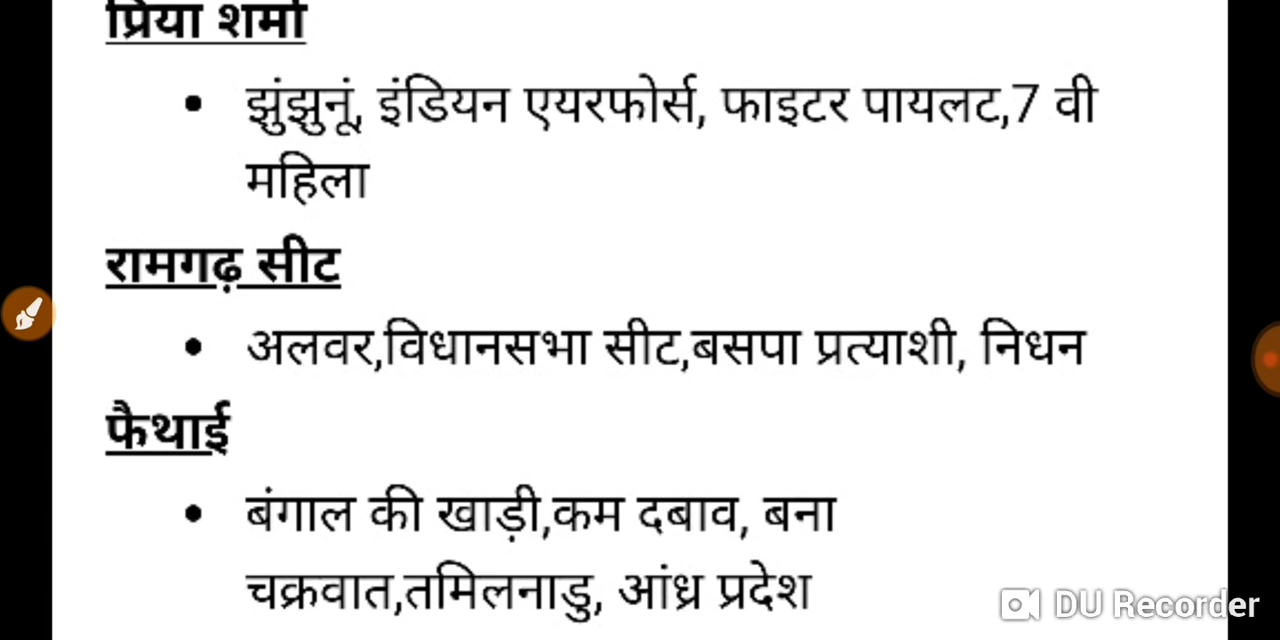 प्रिया शर्मा
• झुंझुनूं, इंडियन एयरफोर्स, फाइटर पायलट,7 वी
महिला
रामगढ़ सीट
• अलवर,विधानसभा सीट,बसपा प्रत्याशी, निधन
फैथाई
• बंगाल की खाड़ी,कम दबाव, बना
चक्रवात,तमिलनाडु, आंध्र प्रदेश
DU Recorder